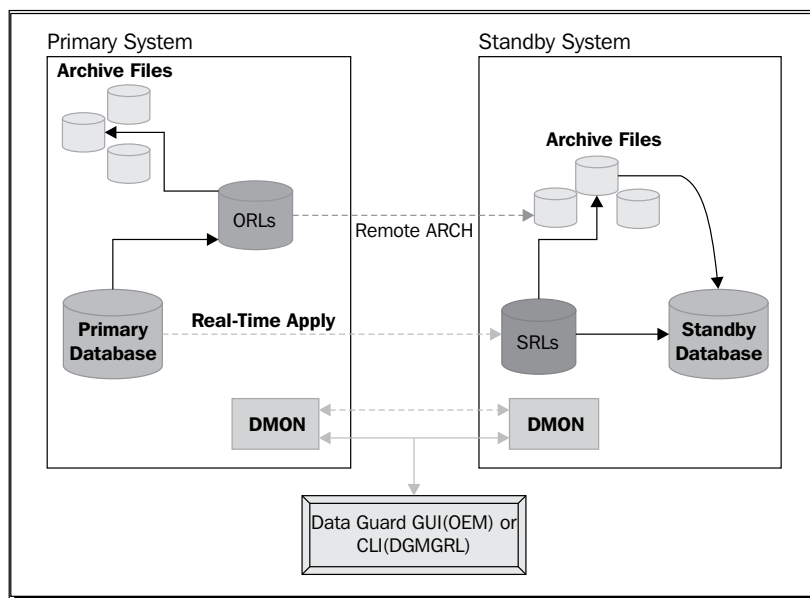 Primary System
Archive Files
ORLs
Remote ARCH
Primary
Database
Real-Time Apply
DMON
Standby System
Archive Files
SRLs
Standby
Database
DMON
Data Guard GUI(OEM) or
CLI(DGMGRL)